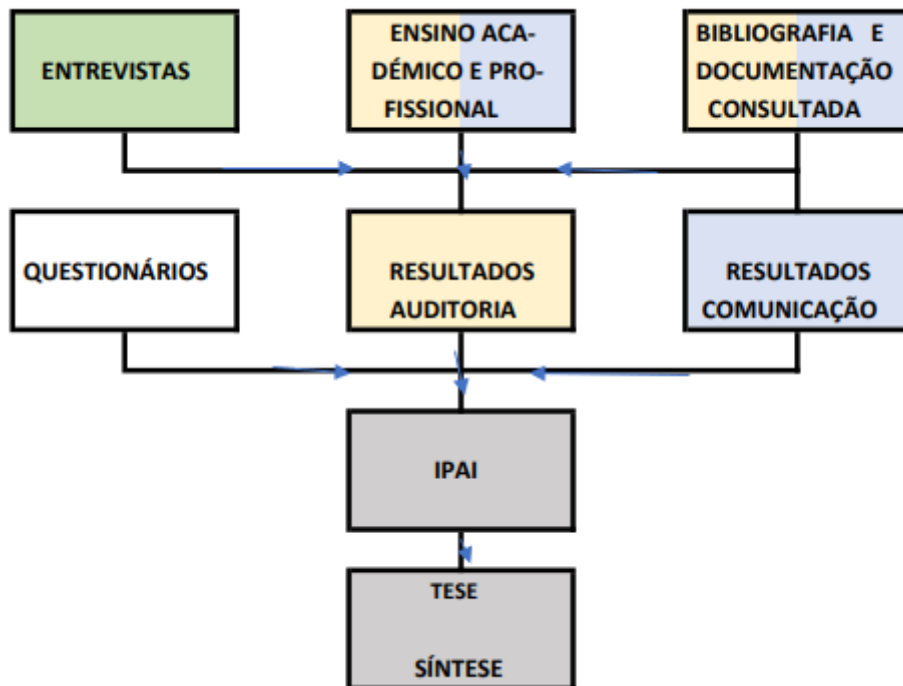 ENTREVISTAS
ENSINO ACA-
DÉMICO E PRO-
FISSIONAL
BIBLIOGRAFIA E
DOCUMENTAÇÃO
CONSULTADA
QUESTIONÁRIOS
RESULTADOS
AUDITORIA
RESULTADOS
COMUNICAÇÃO
IPAI
TESE
SÍNTESE